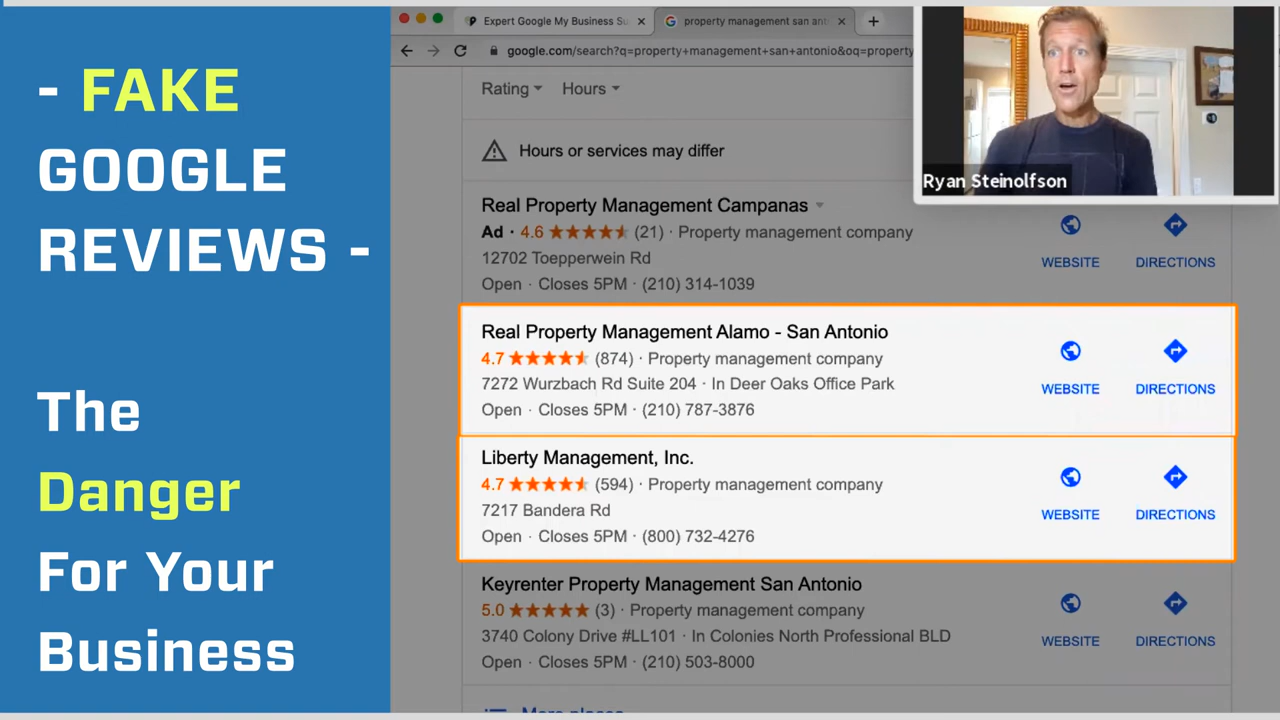 - FAKE
GOOGLE
REVIEWS -
The
Danger
For Your
Business
Expert Google My Business Su
property management san ant
google.com/search?q=property+management+san+antonio&oq=property
Rating
Hours
Hours or services may differ
Real Property Management Campanas
Ad · 4.6 (21) · Property management company
12702 Toepperwein Rd
Open · Closes 5PM · (210) 314-1039
WEBSITE
DIRECTIONS
Real Property Management Alamo - San Antonio
4.7 (874) · Property management company
7272 Wurzbach Rd Suite 204 · In Deer Oaks Office Park
Open · Closes 5PM · (210) 787-3876
WEBSITE
DIRECTIONS
Liberty Management, Inc.
4.7 (594) · Property management company
7217 Bandera Rd
Open · Closes 5PM · (800) 732-4276
WEBSITE
DIRECTIONS
Keyrenter Property Management San Antonio
5.0 (3) · Property management company
3740 Colony Drive #LL101 · In Colonies North Professional BLD
Open · Closes 5PM · (210) 503-8000
WEBSITE
DIRECTIONS
More places
Ryan Steinolfson